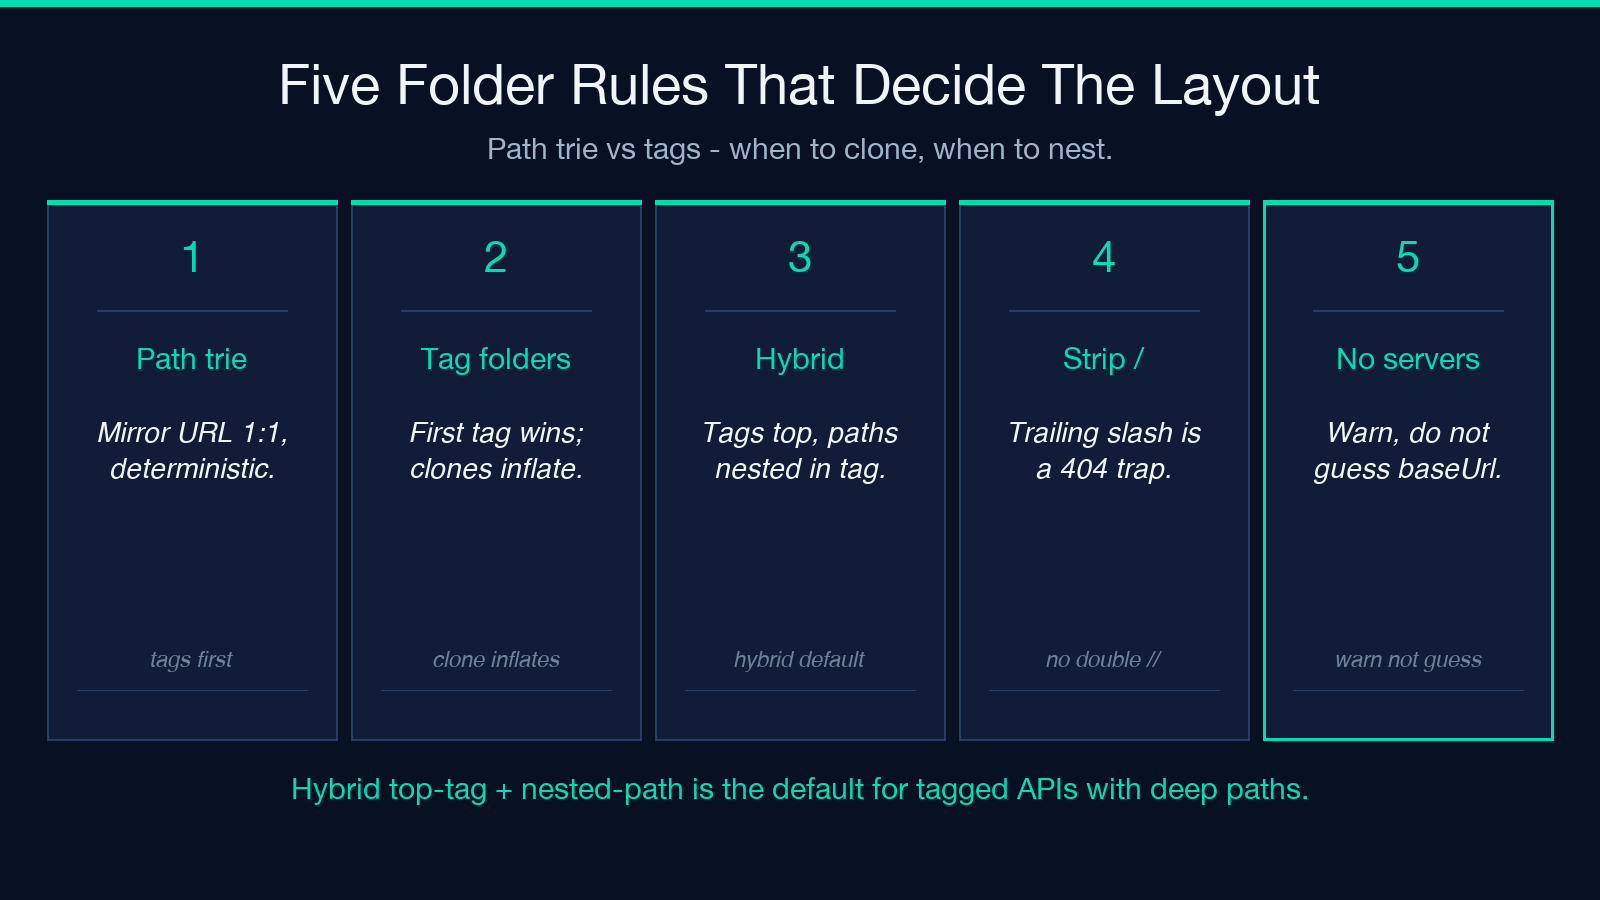 Five Folder Rules That Decide The Layout
Path trie vs tags - when to clone, when to nest.
1
Path trie
Mirror URL 1:1,
deterministic.
tags first
2
Tag folders
First tag wins;
clones inflate.
clone inflates
3
Hybrid
Tags top, paths
nested in tag.
hybrid default
4
Strip /
Trailing slash is
a 404 trap.
no double //
5
No servers
Warn, do not
guess baseUrl.
warn not guess
Hybrid top-tag + nested-path is the default for tagged APIs with deep paths.